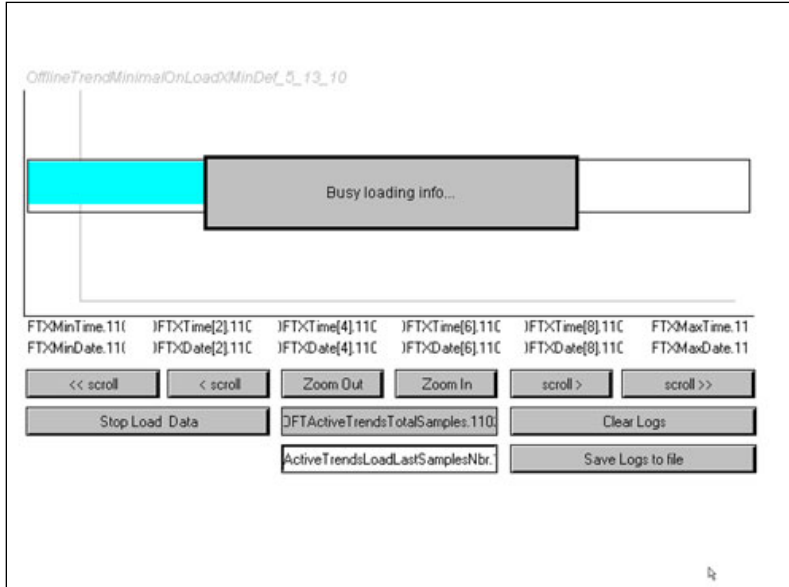 OfflineTrendMinimalOnLoadXMinDef_5_13_10
Busy loading info...
FTXMinTime.11( )FTXTime[2].11C )FTXTime[4].11C )FTXTime[6].11C )FTXTime[8].11C FTXMaxTime.11
FTXMinDate.11( )FTXDate[2].11C )FTXDate[4].11C )FTXDate[6].11C )FTXDate[8].11C FTXMaxDate.11
<< scroll < scroll Zoom Out Zoom In scroll > scroll >>
Stop Load Data )FTActiveTrendsTotalSamples.110: Clear Logs
ActiveTrendsLoadLastSamplesNbr.1 Save Logs to file